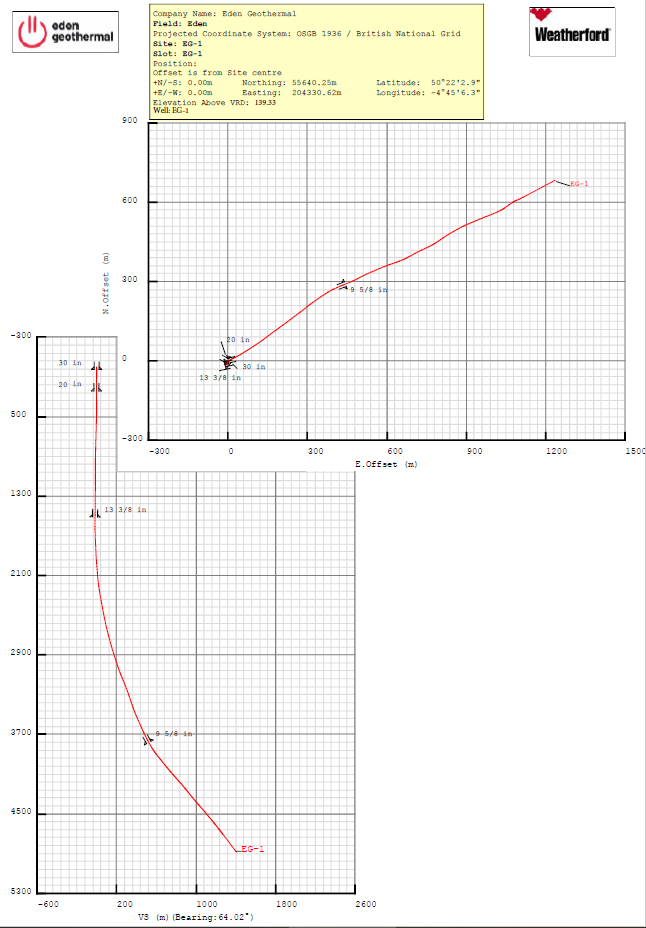 eden
geothermal
Company Name: Eden Geothermal
Field: Eden
Projected Coordinate System: OSGB 1936 / British National Grid
Site: EG-1
Slot: EG-1
Position:
Offset is from Site centre
+N/-S: 0.00m Northing: 55640.25m Latitude: 50°22'2.9"
+E/-W: 0.00m Easting: 204330.62m Longitude: -4°45'6.3"
Elevation Above VRD: 139.33
Well: EG-1
Weatherford®
900
600
300
0
-300
N.Offset (m)
EG-1
9 5/8 in
20 in
30 in
13 3/8 in
-300 0 300 600 900 1200 1500
E.Offset (m)
-300
500
1300
2100
2900
3700
4500
5300
30 in
20 in
13 3/8 in
9 5/8 in
EG-1
-600 200 1000 1800 2600
VS (m)(Bearing:64.02°)